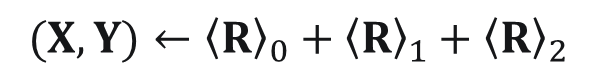 (𝐗, 𝐘) ← ⟨𝐑⟩₀ + ⟨𝐑⟩₁ + ⟨𝐑⟩₂